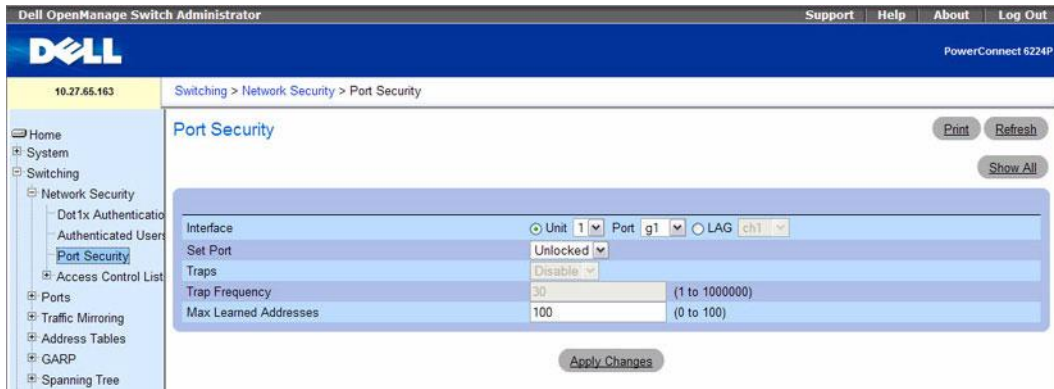 Dell OpenManage Switch Administrator
Support Help About Log Out
DELL
PowerConnect 6224P
10.27.65.163
Switching > Network Security > Port Security
Home
System
Switching
Network Security
Dot1x Authenticatio
Authenticated Users
Port Security
Access Control List
Ports
Traffic Mirroring
Address Tables
GARP
Spanning Tree
Port Security
Print Refresh
Show All
Interface Unit 1 Port g1 LAG ch1
Set Port Unlocked
Traps Disable
Trap Frequency 30 (1 to 1000000)
Max Learned Addresses 100 (0 to 100)
Apply Changes